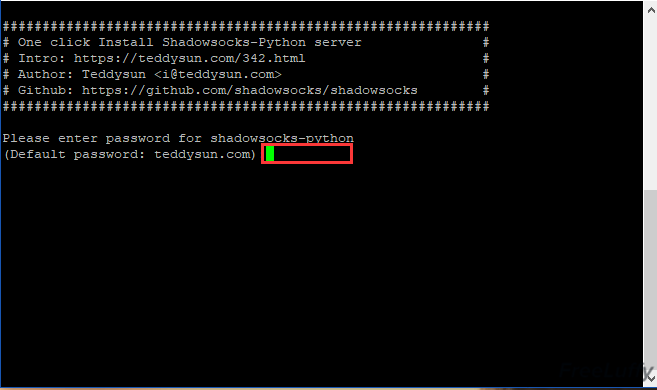 #############################################################
# One click Install Shadowsocks-Python server #
# Intro: https://teddysun.com/342.html #
# Author: Teddysun <i@teddysun.com> #
# Github: https://github.com/shadowsocks/shadowsocks #
#############################################################
Please enter password for shadowsocks-python
(Default password: teddysun.com)